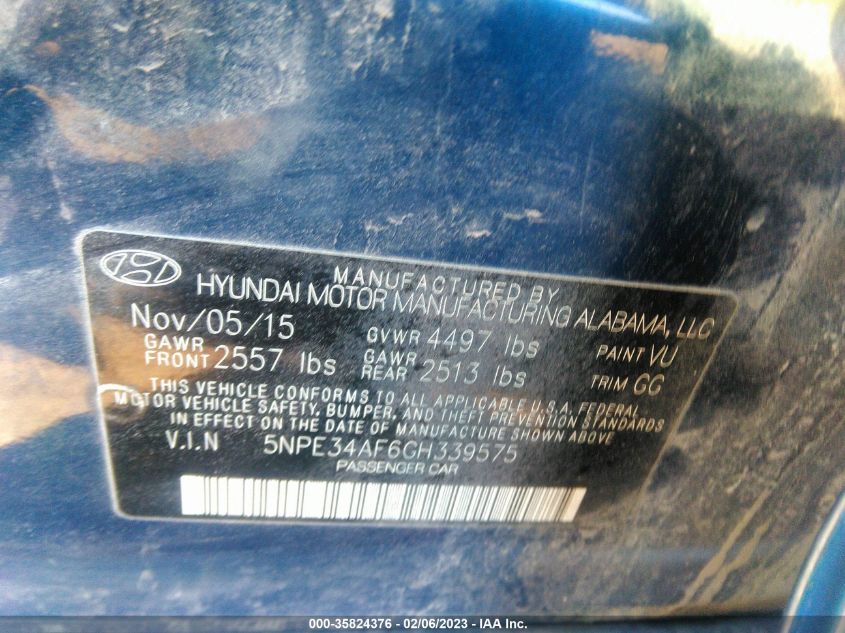 MANUFACTURED BY
HYUNDAI MOTOR MANUFACTURING ALABAMA, LLC
Nov/05/15 GVWR 4497 lbs PAINT VU
GAWR FRONT 2557 lbs GAWR REAR 2513 lbs TRIM GG
THIS VEHICLE CONFORMS TO ALL APPLICABLE U.S.A. FEDERAL
MOTOR VEHICLE SAFETY, BUMPER, AND THEFT PREVENTION STANDARDS
IN EFFECT ON THE DATE OF MANUFACTURE SHOWN ABOVE.
V.I.N 5NPE34AF6GH339575
PASSENGER CAR
000-35824376 - 02/06/2023 - IAA Inc.